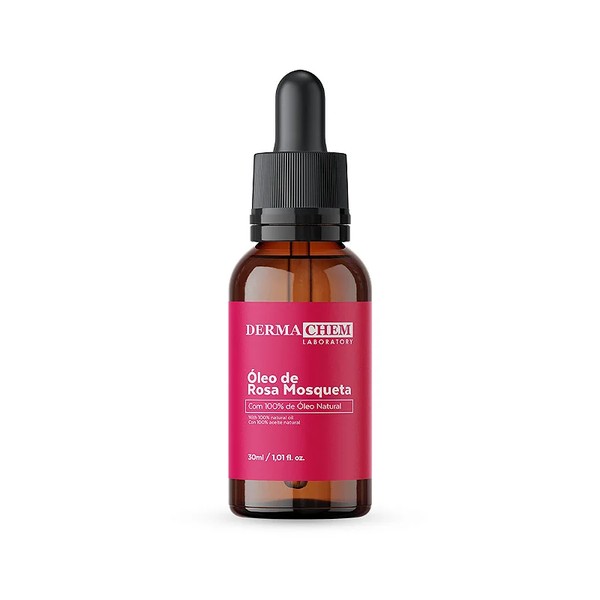 DERMA CHEM
LABORATORY
Óleo de
Rosa Mosqueta
Com 100% de Óleo Natural
With 100% natural oil
Con 100% aceite natural
30ml / 1,01 fl. oz.